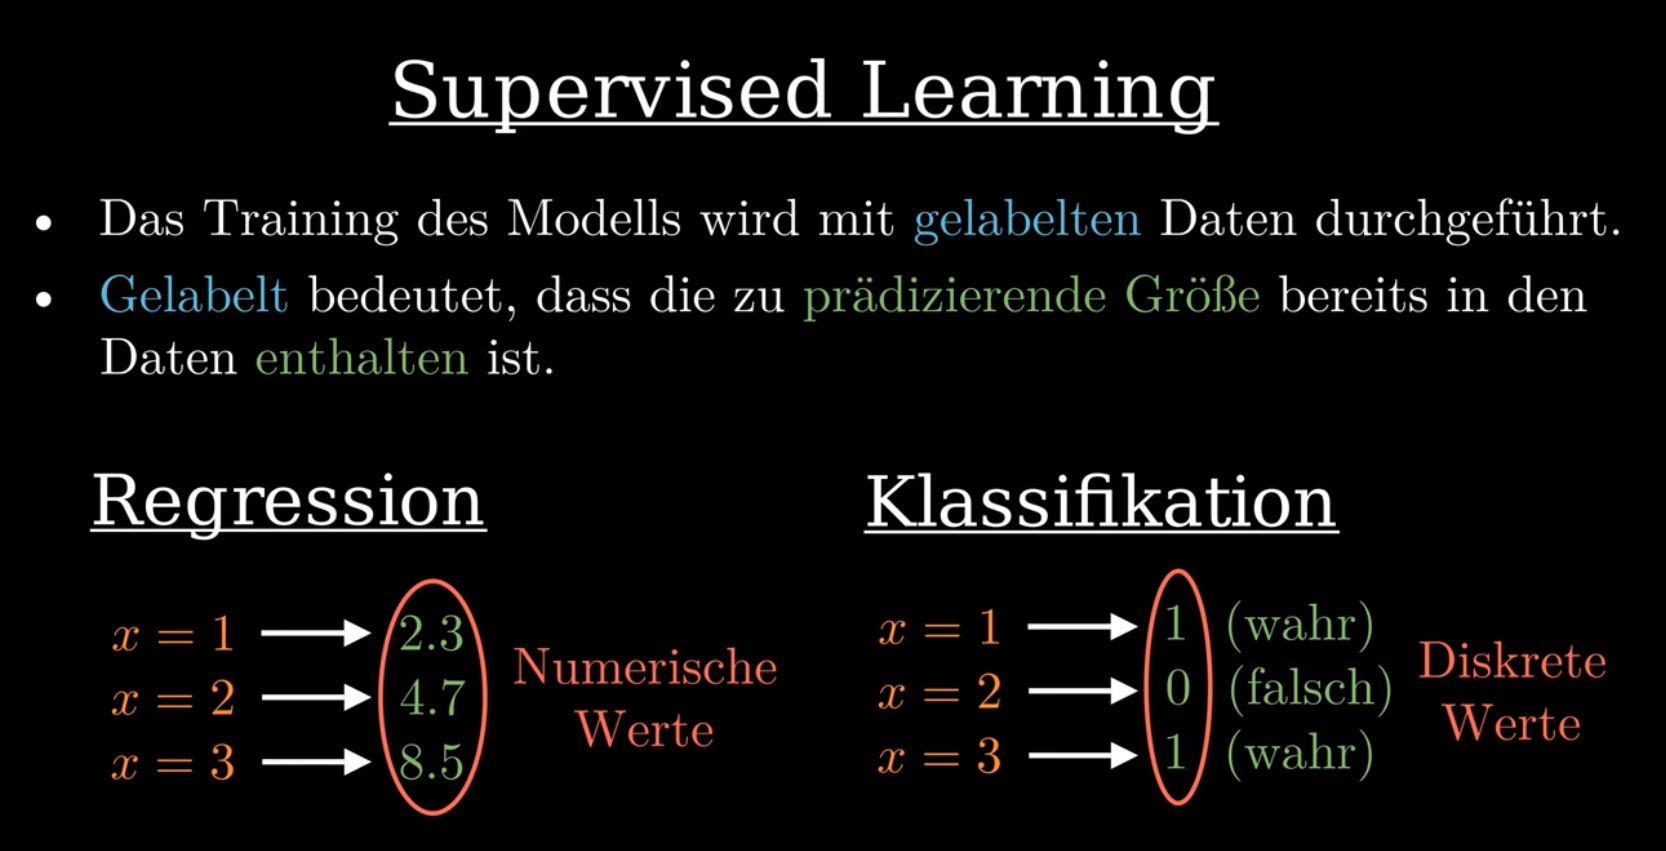 Supervised Learning
• Das Training des Modells wird mit gelabelten Daten durchgeführt.
• Gelabelt bedeutet, dass die zu prädizierende Größe bereits in den
Daten enthalten ist.
Regression
x = 1 → 2.3
x = 2 → 4.7
x = 3 → 8.5
Numerische
Werte
Klassifikation
x = 1 → 1 (wahr)
x = 2 → 0 (falsch)
x = 3 → 1 (wahr)
Diskrete
Werte